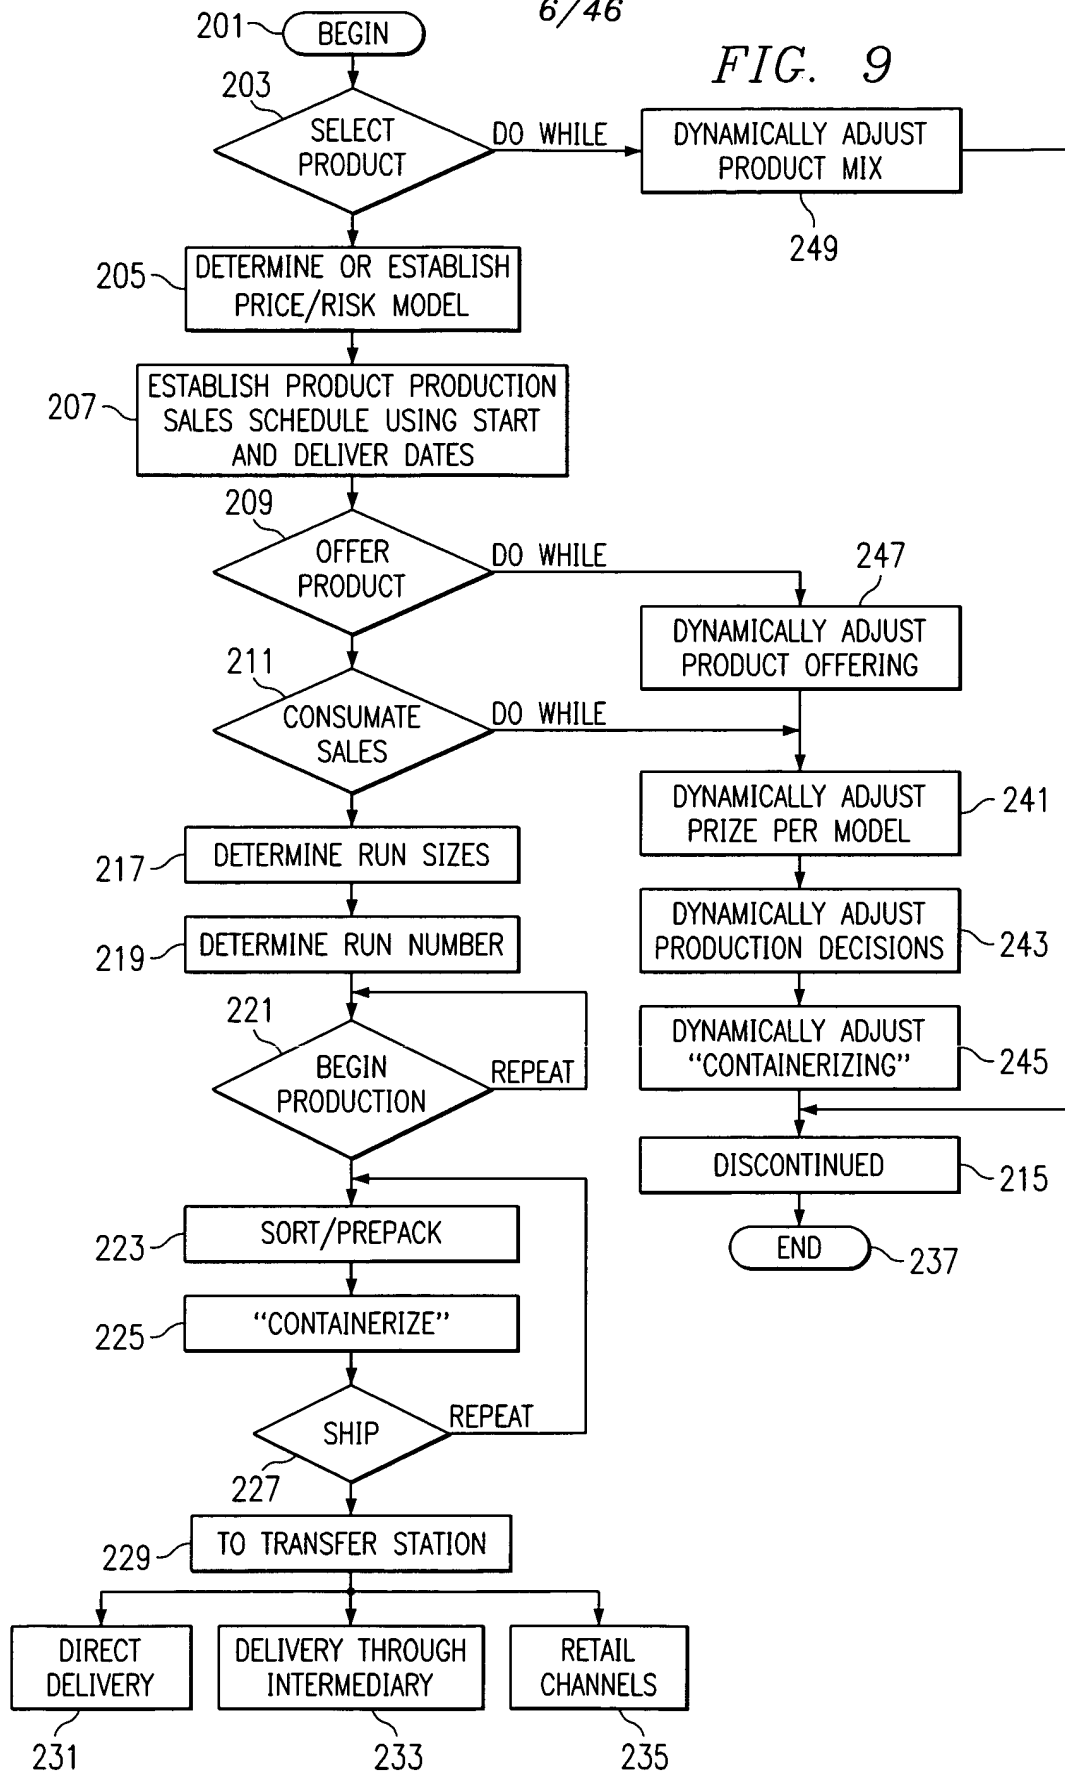 6/46
FIG. 9
201
BEGIN
203
SELECT
PRODUCT
DO WHILE
DYNAMICALLY ADJUST
PRODUCT MIX
249
205
DETERMINE OR ESTABLISH
PRICE/RISK MODEL
207
ESTABLISH PRODUCT PRODUCTION
SALES SCHEDULE USING START
AND DELIVER DATES
209
OFFER
PRODUCT
DO WHILE
247
DYNAMICALLY ADJUST
PRODUCT OFFERING
211
CONSUMATE
SALES
DO WHILE
DYNAMICALLY ADJUST
PRIZE PER MODEL
241
217
DETERMINE RUN SIZES
DYNAMICALLY ADJUST
PRODUCTION DECISIONS
243
219
DETERMINE RUN NUMBER
221
BEGIN
PRODUCTION
REPEAT
DYNAMICALLY ADJUST
“CONTAINERIZING”
245
DISCONTINUED
215
END
237
223
SORT/PREPACK
225
“CONTAINERIZE”
SHIP
REPEAT
227
229
TO TRANSFER STATION
DIRECT
DELIVERY
231
DELIVERY THROUGH
INTERMEDIARY
233
RETAIL
CHANNELS
235